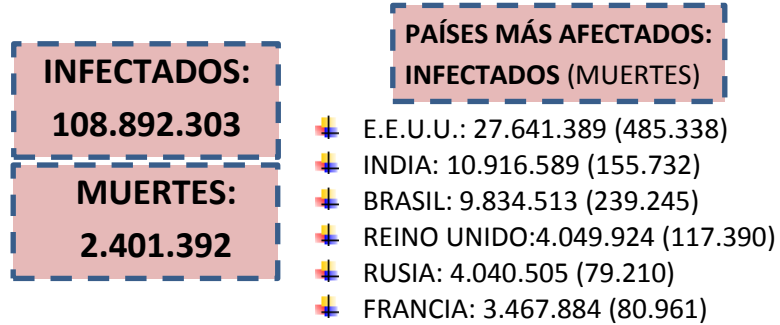 INFECTADOS:
108.892.303
MUERTES:
2.401.392
PAÍSES MÁS AFECTADOS:
INFECTADOS (MUERTES)
E.E.U.U.: 27.641.389 (485.338)
INDIA: 10.916.589 (155.732)
BRASIL: 9.834.513 (239.245)
REINO UNIDO:4.049.924 (117.390)
RUSIA: 4.040.505 (79.210)
FRANCIA: 3.467.884 (80.961)